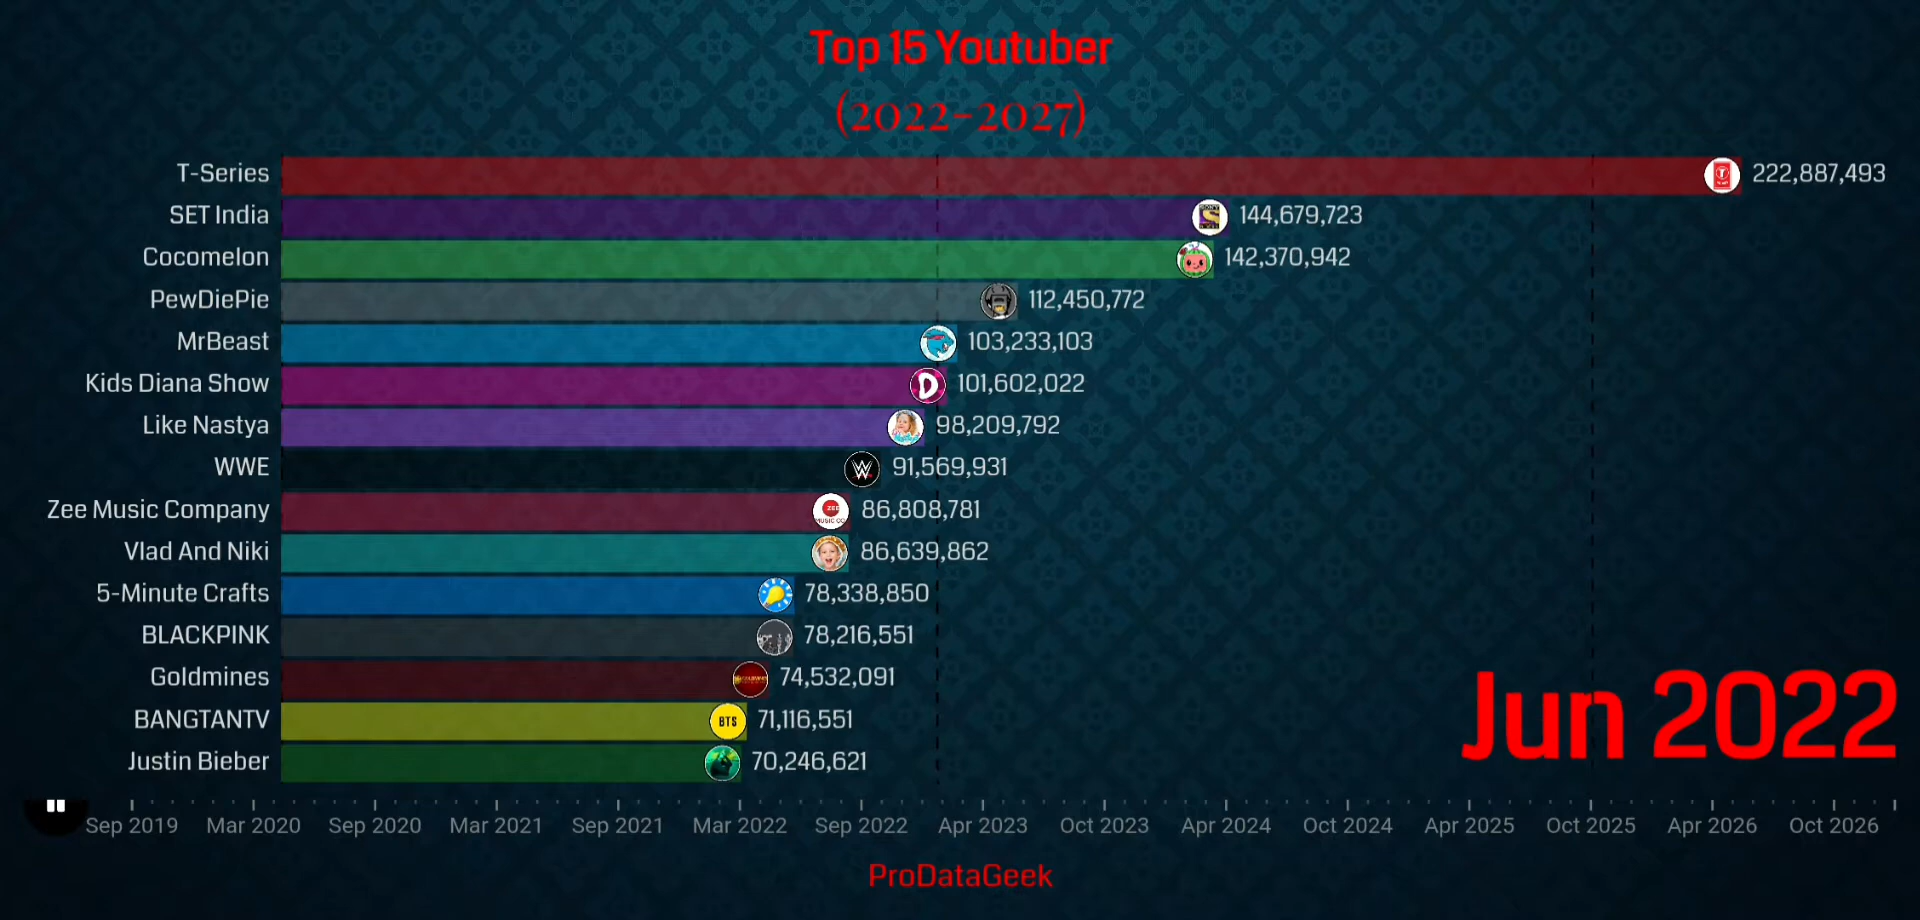 Top 15 Youtuber
(2022-2027)
T-Series 222,887,493
SET India 144,679,723
Cocomelon 142,370,942
PewDiePie 112,450,772
MrBeast 103,233,103
Kids Diana Show 101,602,022
Like Nastya 98,209,792
WWE 91,569,931
Zee Music Company 86,808,781
Vlad And Niki 86,639,862
5-Minute Crafts 78,338,850
BLACKPINK 78,216,551
Goldmines 74,532,091
BANGTANTV BTS 71,116,551
Justin Bieber 70,246,621
Jun 2022
Sep 2019 Mar 2020 Sep 2020 Mar 2021 Sep 2021 Mar 2022 Sep 2022 Apr 2023 Oct 2023 Apr 2024 Oct 2024 Apr 2025 Oct 2025 Apr 2026 Oct 2026
ProDataGeek